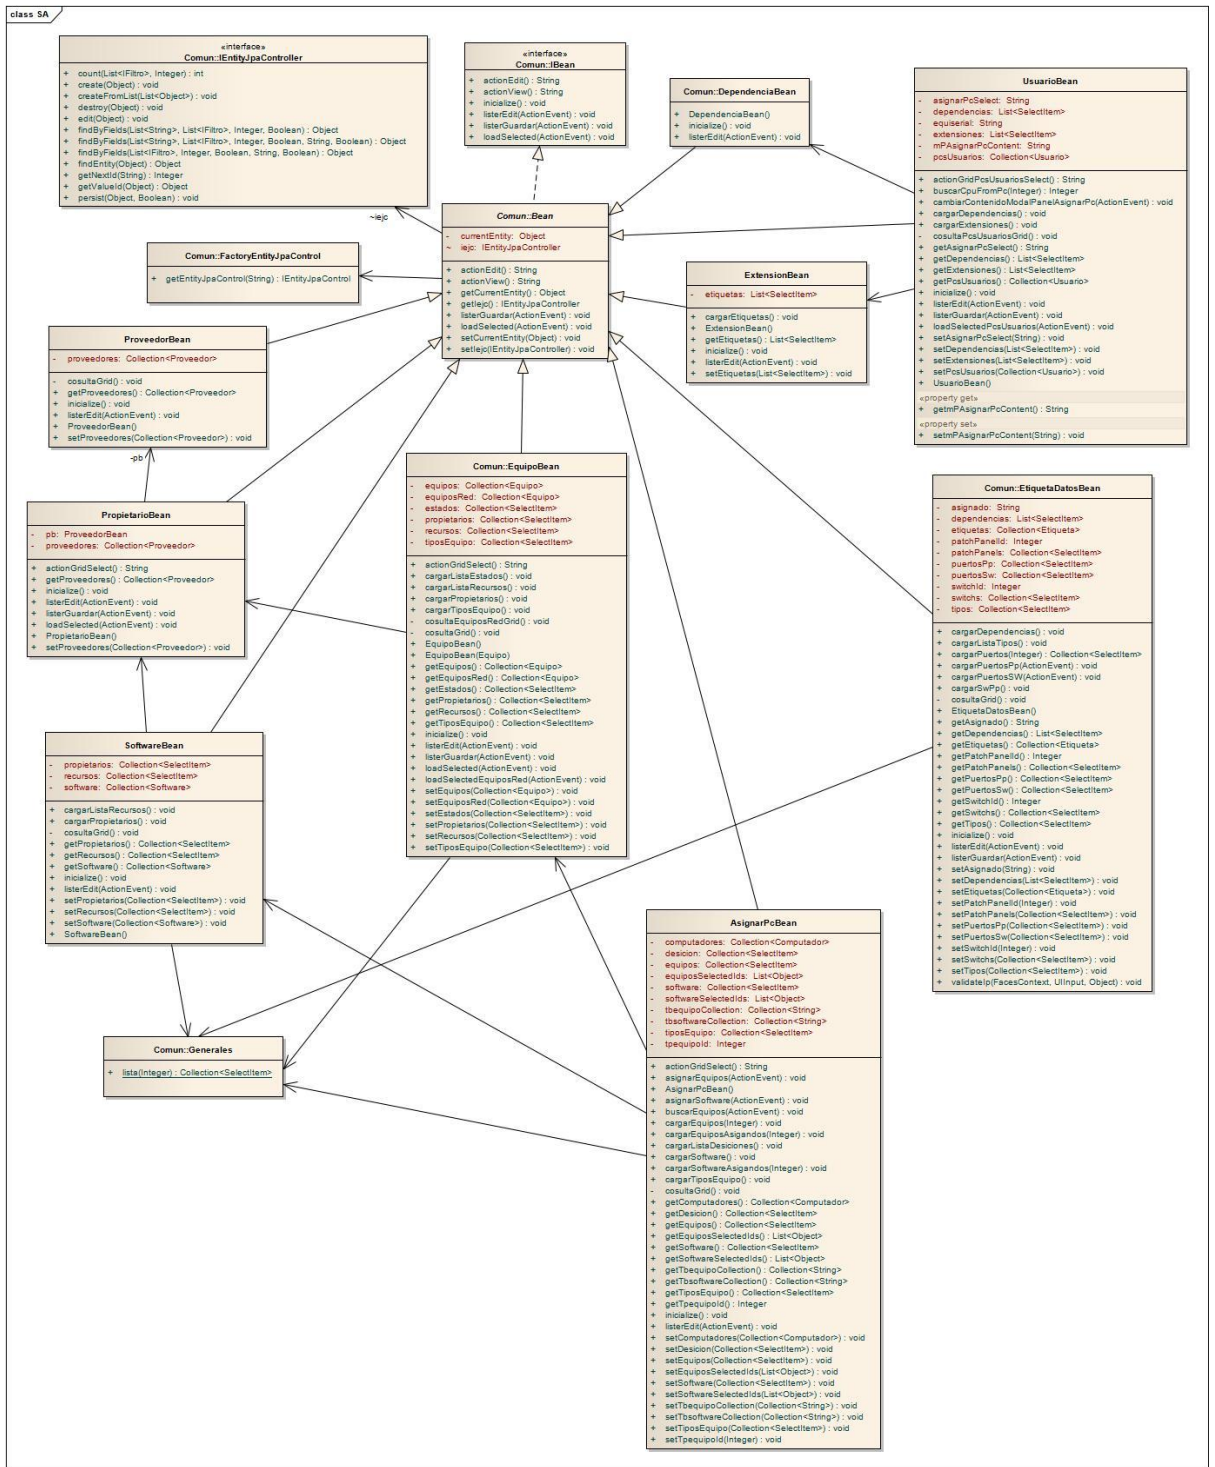 class SA
«interface»
Comun::IEntityJpaController
+ count(List<IFiltro>, Integer) : int
+ create(Object) : void
+ createFromList(List<Object>) : void
+ destroy(Object) : void
+ edit(Object) : void
+ findByFields(List<String>, List<IFiltro>, Integer, Boolean) : Object
+ findByFields(List<String>, List<IFiltro>, Integer, Boolean, String, Boolean) : Object
+ findByFields(List<IFiltro>, Integer, Boolean, String, Boolean) : Object
+ findEntity(Object) : Object
+ getNextId(String) : Integer
+ getValueId(Object) : Object
+ persist(Object, Boolean) : void
«interface»
Comun::IBean
+ actionEdit() : String
+ actionView() : String
+ inicialize() : void
+ listerEdit(ActionEvent) : void
+ listerGuardar(ActionEvent) : void
+ loadSelected(ActionEvent) : void
Comun::DependenciaBean
+ DependenciaBean()
+ inicialize() : void
+ listerEdit(ActionEvent) : void
UsuarioBean
- asignarPcSelect: String
- dependencias: List<SelectItem>
- equiserial: String
- extensiones: List<SelectItem>
- mPAsignarPcContent: String
- pcsUsuarios: Collection<Usuario>
+ actionGridPcsUsuariosSelect() : String
+ buscarCpuFromPc(Integer) : Integer
+ cambiarContenidoModalPanelAsignarPc(ActionEvent) : void
+ cargarDependencias() : void
+ cargarExtensiones() : void
- cosultaPcsUsuariosGrid() : void
+ getAsignarPcSelect() : String
+ getDependencias() : List<SelectItem>
+ getExtensiones() : List<SelectItem>
+ getPcsUsuarios() : Collection<Usuario>
+ inicialize() : void
+ listerEdit(ActionEvent) : void
+ listerGuardar(ActionEvent) : void
+ loadSelectedPcsUsuarios(ActionEvent) : void
+ setAsignarPcSelect(String) : void
+ setDependencias(List<SelectItem>) : void
+ setExtensiones(List<SelectItem>) : void
+ setPcsUsuarios(Collection<Usuario>) : void
+ UsuarioBean()
«property get»
+ getmPAsignarPcContent() : String
«property set»
+ setmPAsignarPcContent(String) : void
~iejc
Comun::Bean
- currentEntity: Object
~ iejc: IEntityJpaController
+ actionEdit() : String
+ actionView() : String
+ getCurrentEntity() : Object
+ getIejc() : IEntityJpaController
+ listerGuardar(ActionEvent) : void
+ loadSelected(ActionEvent) : void
+ setCurrentEntity(Object) : void
+ setIejc(IEntityJpaController) : void
Comun::FactoryEntityJpaControl
+ getEntityJpaControl(String) : IEntityJpaControl
ExtensionBean
- etiquetas: List<SelectItem>
+ cargarEtiquetas() : void
+ ExtensionBean()
+ getEtiquetas() : List<SelectItem>
+ inicialize() : void
+ listerEdit(ActionEvent) : void
+ setEtiquetas(List<SelectItem>) : void
ProveedorBean
- proveedores: Collection<Proveedor>
- cosultaGrid() : void
+ getProveedores() : Collection<Proveedor>
+ inicialize() : void
+ listerEdit(ActionEvent) : void
+ ProveedorBean()
+ setProveedores(Collection<Proveedor>) : void
-pb
PropietarioBean
- pb: ProveedorBean
- proveedores: Collection<Proveedor>
+ actionGridSelect() : String
+ getProveedores() : Collection<Proveedor>
+ inicialize() : void
+ listerEdit(ActionEvent) : void
+ listerGuardar(ActionEvent) : void
+ loadSelected(ActionEvent) : void
+ PropietarioBean()
+ setProveedores(Collection<Proveedor>) : void
Comun::EquipoBean
- equipos: Collection<Equipo>
- equiposRed: Collection<Equipo>
- estados: Collection<SelectItem>
- propietarios: Collection<SelectItem>
- recursos: Collection<SelectItem>
- tiposEquipo: Collection<SelectItem>
+ actionGridSelect() : String
+ cargarListaEstados() : void
+ cargarListaRecursos() : void
+ cargarPropietarios() : void
+ cargarTiposEquipo() : void
- cosultaEquiposRedGrid() : void
- cosultaGrid() : void
+ EquipoBean()
+ EquipoBean(Equipo)
+ getEquipos() : Collection<Equipo>
+ getEquiposRed() : Collection<Equipo>
+ getEstados() : Collection<SelectItem>
+ getPropietarios() : Collection<SelectItem>
+ getRecursos() : Collection<SelectItem>
+ getTiposEquipo() : Collection<SelectItem>
+ inicialize() : void
+ listerEdit(ActionEvent) : void
+ listerGuardar(ActionEvent) : void
+ loadSelected(ActionEvent) : void
+ loadSelectedEquiposRed(ActionEvent) : void
+ setEquipos(Collection<Equipo>) : void
+ setEquiposRed(Collection<Equipo>) : void
+ setEstados(Collection<SelectItem>) : void
+ setPropietarios(Collection<SelectItem>) : void
+ setRecursos(Collection<SelectItem>) : void
+ setTiposEquipo(Collection<SelectItem>) : void
Comun::EtiquetaDatosBean
- asignado: String
- dependencias: List<SelectItem>
- etiquetas: Collection<Etiqueta>
- patchPanelId: Integer
- patchPanels: Collection<SelectItem>
- puertosPp: Collection<SelectItem>
- puertosSw: Collection<SelectItem>
- switchId: Integer
- switchs: Collection<SelectItem>
- tipos: Collection<SelectItem>
+ cargarDependencias() : void
+ cargarListaTipos() : void
+ cargarPuertos(Integer) : Collection<SelectItem>
+ cargarPuertosPp(ActionEvent) : void
+ cargarPuertosSW(ActionEvent) : void
+ cargarSwPp() : void
- cosultaGrid() : void
+ EtiquetaDatosBean()
+ getAsignado() : String
+ getDependencias() : List<SelectItem>
+ getEtiquetas() : Collection<Etiqueta>
+ getPatchPanelId() : Integer
+ getPatchPanels() : Collection<SelectItem>
+ getPuertosPp() : Collection<SelectItem>
+ getPuertosSw() : Collection<SelectItem>
+ getSwitchId() : Integer
+ getSwitchs() : Collection<SelectItem>
+ getTipos() : Collection<SelectItem>
+ inicialize() : void
+ listerEdit(ActionEvent) : void
+ listerGuardar(ActionEvent) : void
+ setAsignado(String) : void
+ setDependencias(List<SelectItem>) : void
+ setEtiquetas(Collection<Etiqueta>) : void
+ setPatchPanelId(Integer) : void
+ setPatchPanels(Collection<SelectItem>) : void
+ setPuertosPp(Collection<SelectItem>) : void
+ setPuertosSw(Collection<SelectItem>) : void
+ setSwitchId(Integer) : void
+ setSwitchs(Collection<SelectItem>) : void
+ setTipos(Collection<SelectItem>) : void
+ validateIp(FacesContext, UIInput, Object) : void
SoftwareBean
- propietarios: Collection<SelectItem>
- recursos: Collection<SelectItem>
- software: Collection<Software>
+ cargarListaRecursos() : void
+ cargarPropietarios() : void
- cosultaGrid() : void
+ getPropietarios() : Collection<SelectItem>
+ getRecursos() : Collection<SelectItem>
+ getSoftware() : Collection<Software>
+ inicialize() : void
+ listerEdit(ActionEvent) : void
+ setPropietarios(Collection<SelectItem>) : void
+ setRecursos(Collection<SelectItem>) : void
+ setSoftware(Collection<Software>) : void
+ SoftwareBean()
Comun::Generales
+ lista(Integer) : Collection<SelectItem>
AsignarPcBean
- computadores: Collection<Computador>
- desicion: Collection<SelectItem>
- equipos: Collection<SelectItem>
- equiposSelectedIds: List<Object>
- software: Collection<SelectItem>
- softwareSelectedIds: List<Object>
- tbequipoCollection: Collection<String>
- tbsoftwareCollection: Collection<String>
- tiposEquipo: Collection<SelectItem>
- tpequipoId: Integer
+ actionGridSelect() : String
+ asignarEquipos(ActionEvent) : void
+ AsignarPcBean()
+ asignarSoftware(ActionEvent) : void
+ buscarEquipos(ActionEvent) : void
+ cargarEquipos(Integer) : void
+ cargarEquiposAsigandos(Integer) : void
+ cargarListaDesiciones() : void
+ cargarSoftware() : void
+ cargarSoftwareAsigandos(Integer) : void
+ cargarTiposEquipo() : void
- cosultaGrid() : void
+ getComputadores() : Collection<Computador>
+ getDesicion() : Collection<SelectItem>
+ getEquipos() : Collection<SelectItem>
+ getEquiposSelectedIds() : List<Object>
+ getSoftware() : Collection<SelectItem>
+ getSoftwareSelectedIds() : List<Object>
+ getTbequipoCollection() : Collection<String>
+ getTbsoftwareCollection() : Collection<String>
+ getTiposEquipo() : Collection<SelectItem>
+ getTpequipoId() : Integer
+ inicialize() : void
+ listerEdit(ActionEvent) : void
+ setComputadores(Collection<Computador>) : void
+ setDesicion(Collection<SelectItem>) : void
+ setEquipos(Collection<SelectItem>) : void
+ setEquiposSelectedIds(List<Object>) : void
+ setSoftware(Collection<SelectItem>) : void
+ setSoftwareSelectedIds(List<Object>) : void
+ setTbequipoCollection(Collection<String>) : void
+ setTbsoftwareCollection(Collection<String>) : void
+ setTiposEquipo(Collection<SelectItem>) : void
+ setTpequipoId(Integer) : void